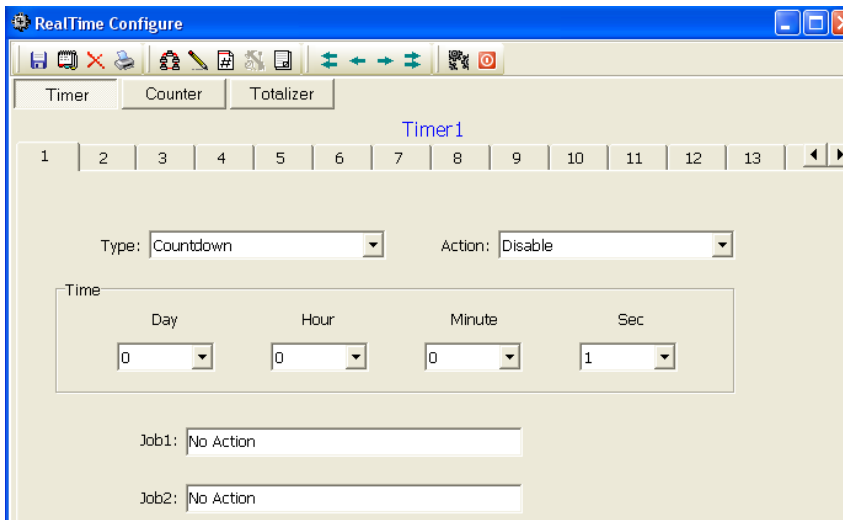 RealTime Configure
Timer Counter Totalizer
Timer1
1 2 3 4 5 6 7 8 9 10 11 12 13
Type: Countdown Action: Disable
Time
Day Hour Minute Sec
0 0 0 1
Job1: No Action
Job2: No Action